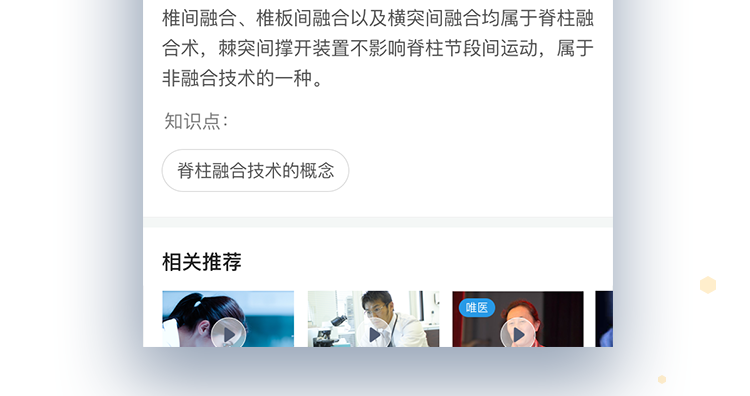 椎间融合、椎板间融合以及横突间融合均属于脊柱融
合术，棘突间撑开装置不影响脊柱节段间运动，属于
非融合技术的一种。
知识点：
脊柱融合技术的概念
相关推荐
唯医